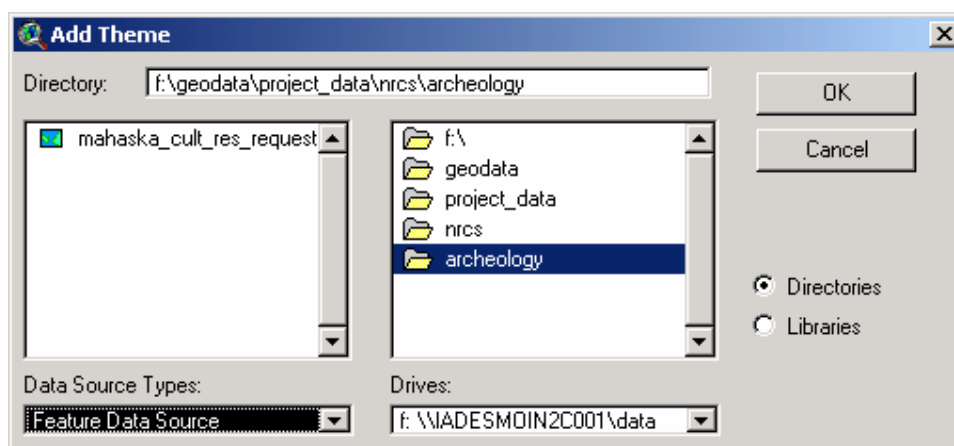 Add Theme
Directory: f:\geodata\project_data\nrcs\archeology
OK
Cancel
mahaska_cult_res_request
f:\
geodata
project_data
nrcs
archeology
Directories
Libraries
Data Source Types:
Feature Data Source
Drives:
f: \\IADESMOIN2C001\data